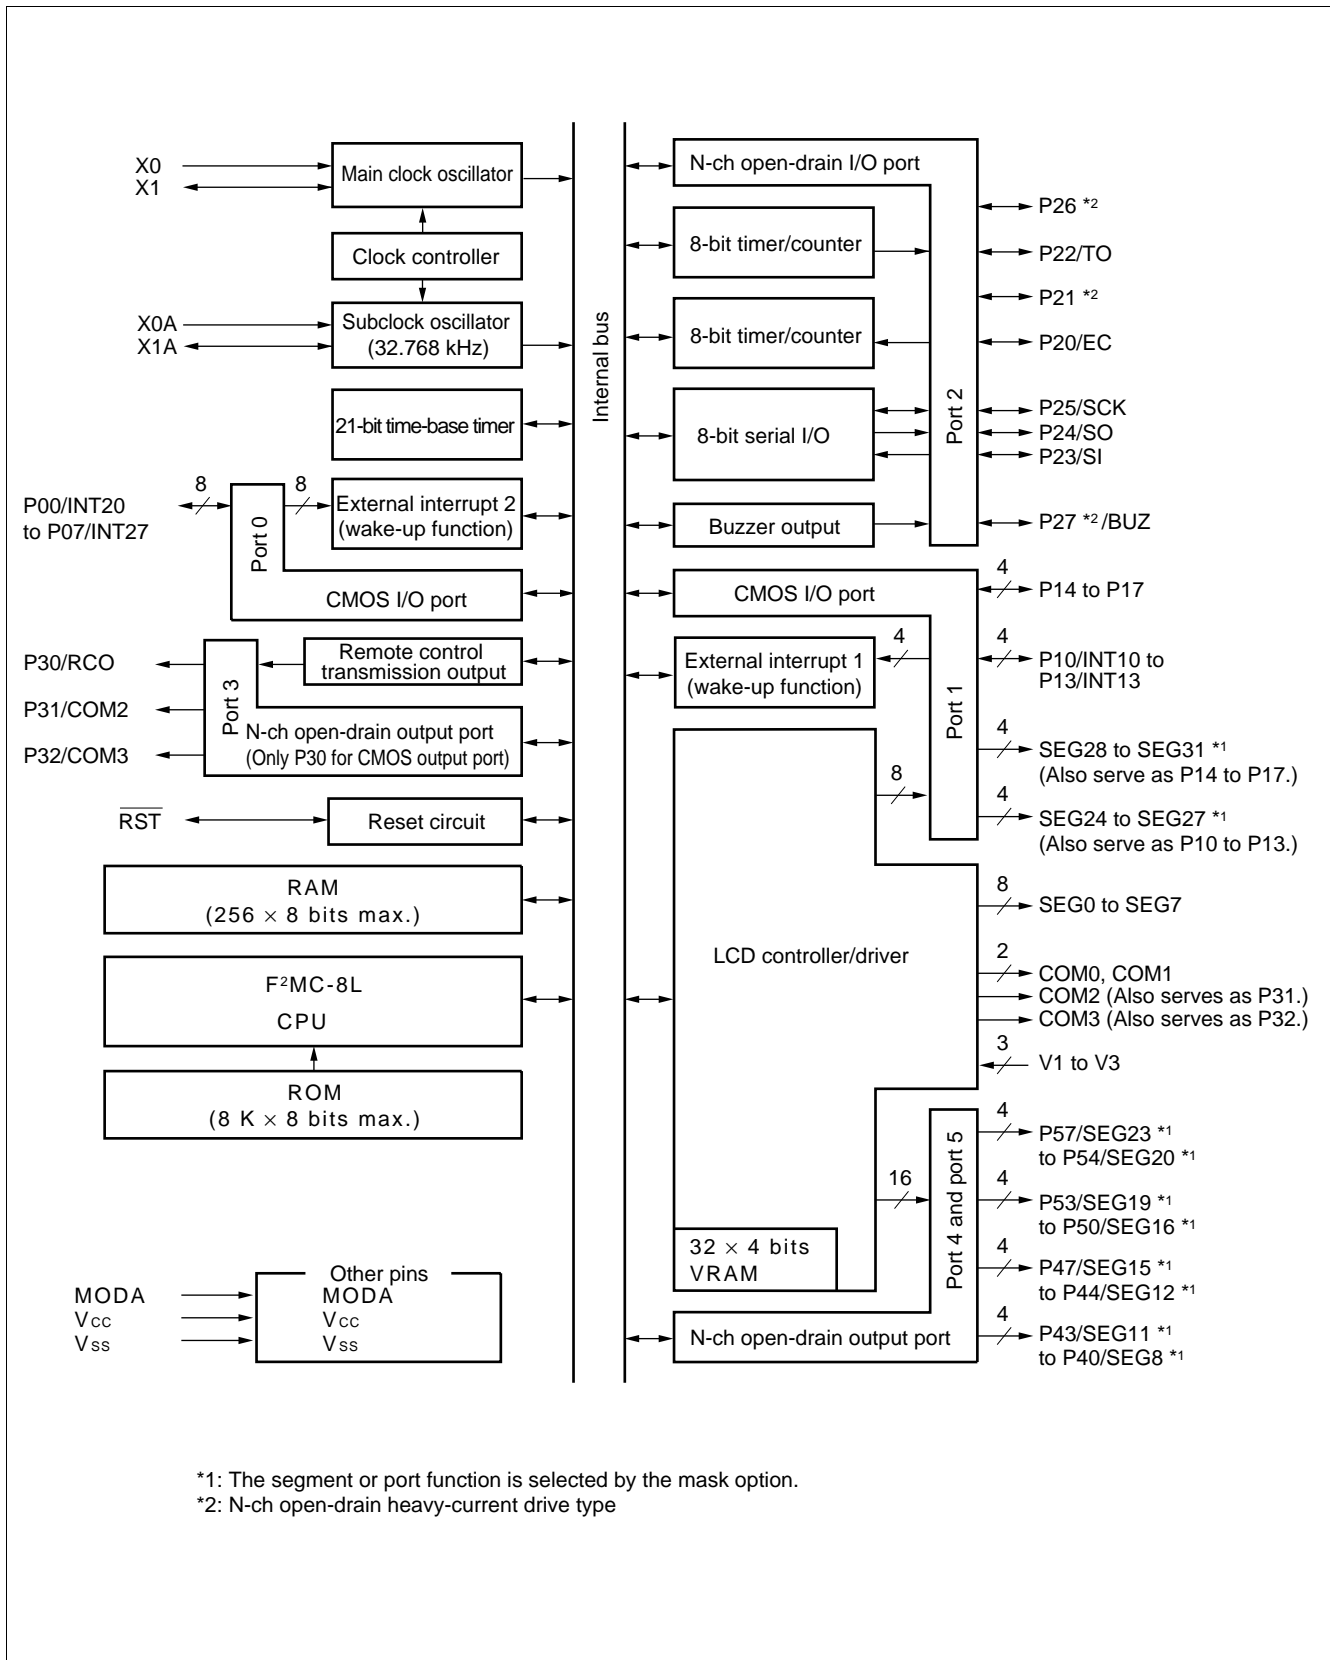 X0
X1
Main clock oscillator
Clock controller
X0A
X1A
Subclock oscillator
(32.768 kHz)
21-bit time-base timer
P00/INT20
to P07/INT27
8
8
Port 0
External interrupt 2
(wake-up function)
CMOS I/O port
P30/RCO
P31/COM2
P32/COM3
Port 3
Remote control
transmission output
N-ch open-drain output port
(Only P30 for CMOS output port)
RST
Reset circuit
RAM
(256 × 8 bits max.)
F²MC-8L
CPU
ROM
(8 K × 8 bits max.)
Other pins
MODA
VCC
VSS
MODA
VCC
VSS
Internal bus
N-ch open-drain I/O port
8-bit timer/counter
8-bit timer/counter
8-bit serial I/O
Buzzer output
Port 2
P26 *2
P22/TO
P21 *2
P20/EC
P25/SCK
P24/SO
P23/SI
P27 *2 /BUZ
CMOS I/O port
External interrupt 1
(wake-up function)
4
Port 1
4
P14 to P17
4
P10/INT10 to
P13/INT13
4
SEG28 to SEG31 *1
(Also serve as P14 to P17.)
8
4
SEG24 to SEG27 *1
(Also serve as P10 to P13.)
LCD controller/driver
8
SEG0 to SEG7
2
COM0, COM1
COM2 (Also serves as P31.)
COM3 (Also serves as P32.)
3
V1 to V3
32 × 4 bits
VRAM
16
Port 4 and port 5
N-ch open-drain output port
4
P57/SEG23 *1
to P54/SEG20 *1
4
P53/SEG19 *1
to P50/SEG16 *1
4
P47/SEG15 *1
to P44/SEG12 *1
4
P43/SEG11 *1
to P40/SEG8 *1
*1: The segment or port function is selected by the mask option.
*2: N-ch open-drain heavy-current drive type